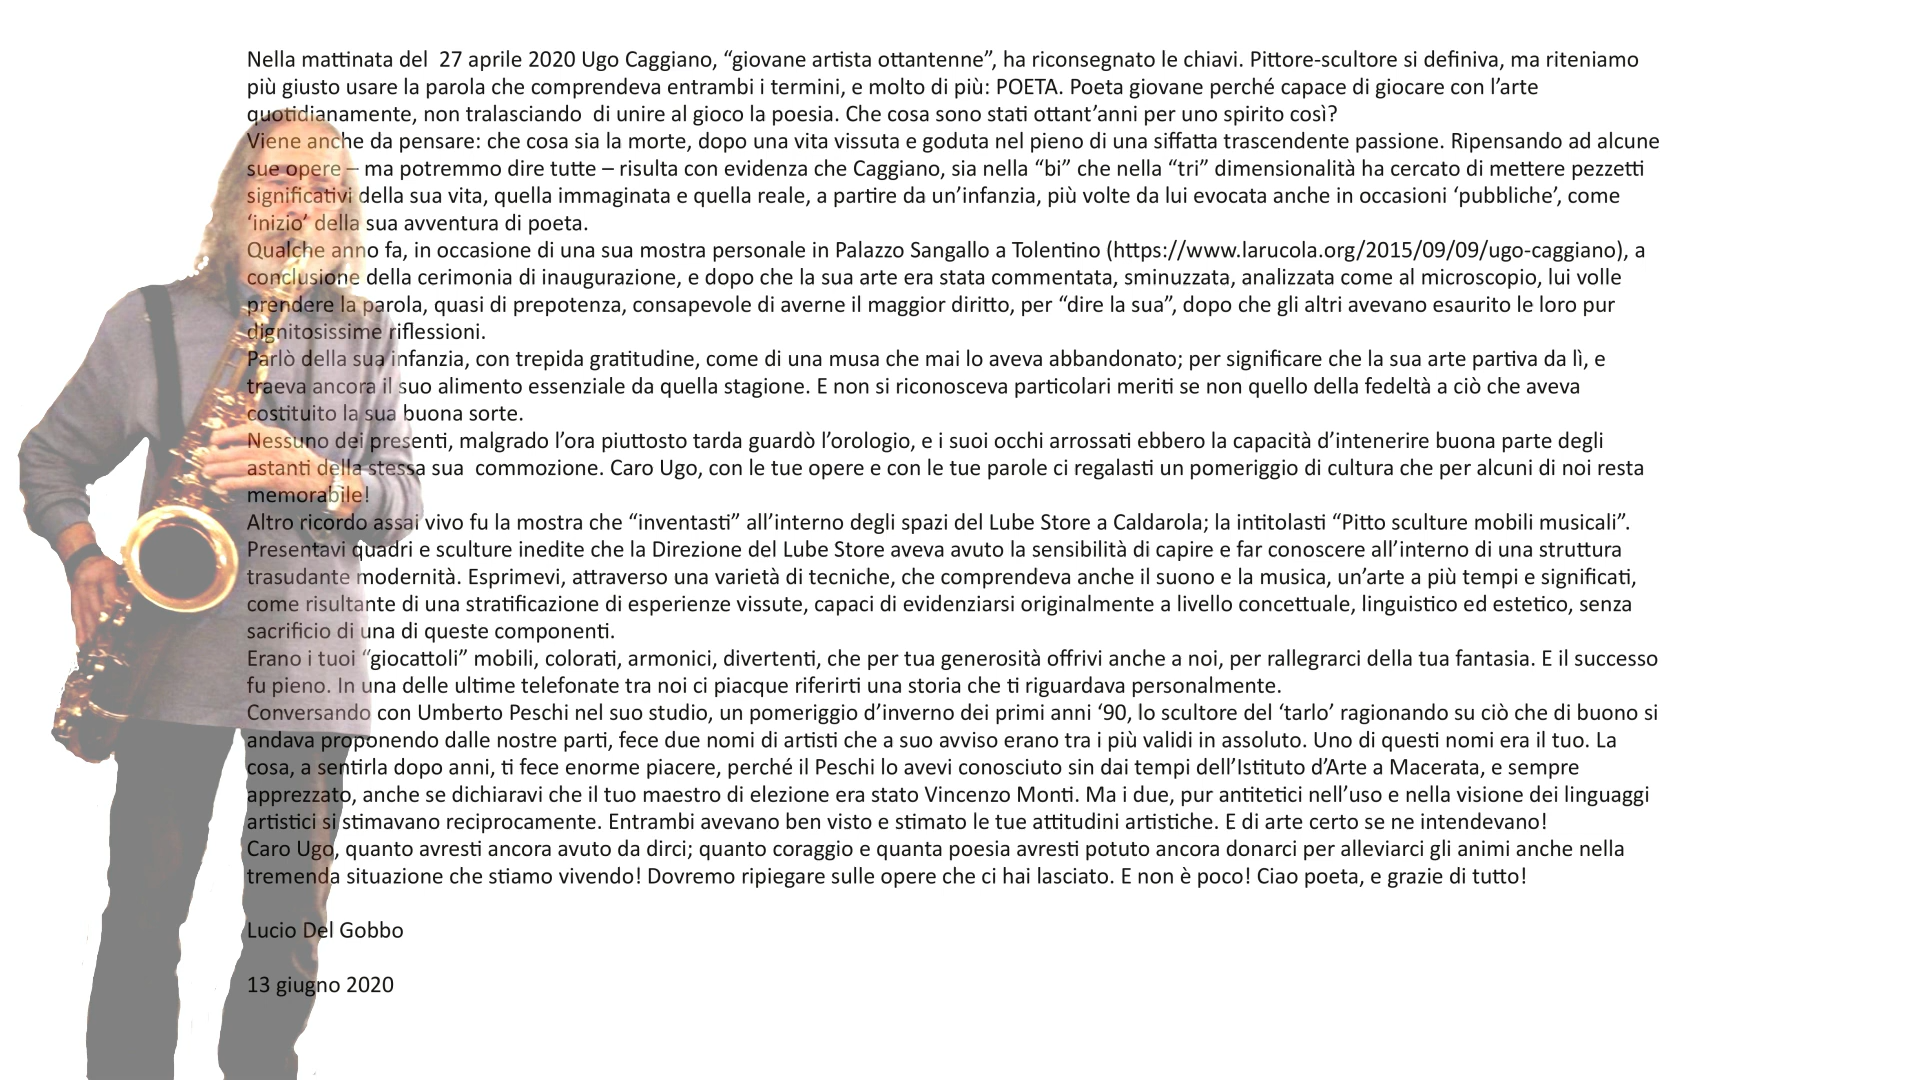 Nella mattinata del  27 aprile 2020 Ugo Caggiano, “giovane artista ottantenne”, ha riconsegnato le chiavi. Pittore-scultore si definiva, ma riteniamo
più giusto usare la parola che comprendeva entrambi i termini, e molto di più: POETA. Poeta giovane perché capace di giocare con l’arte
quotidianamente, non tralasciando  di unire al gioco la poesia. Che cosa sono stati ottant’anni per uno spirito così?
Viene anche da pensare: che cosa sia la morte, dopo una vita vissuta e goduta nel pieno di una siffatta trascendente passione. Ripensando ad alcune
sue opere – ma potremmo dire tutte – risulta con evidenza che Caggiano, sia nella “bi” che nella “tri” dimensionalità ha cercato di mettere pezzetti
significativi della sua vita, quella immaginata e quella reale, a partire da un’infanzia, più volte da lui evocata anche in occasioni ‘pubbliche’, come
‘inizio’ della sua avventura di poeta.
Qualche anno fa, in occasione di una sua mostra personale in Palazzo Sangallo a Tolentino (https://www.larucola.org/2015/09/09/ugo-caggiano), a
conclusione della cerimonia di inaugurazione, e dopo che la sua arte era stata commentata, sminuzzata, analizzata come al microscopio, lui volle
prendere la parola, quasi di prepotenza, consapevole di averne il maggior diritto, per “dire la sua”, dopo che gli altri avevano esaurito le loro pur
dignitosissime riflessioni.
Parlò della sua infanzia, con trepida gratitudine, come di una musa che mai lo aveva abbandonato; per significare che la sua arte partiva da lì, e
traeva ancora il suo alimento essenziale da quella stagione. E non si riconosceva particolari meriti se non quello della fedeltà a ciò che aveva
costituito la sua buona sorte.
Nessuno dei presenti, malgrado l’ora piuttosto tarda guardò l’orologio, e i suoi occhi arrossati ebbero la capacità d’intenerire buona parte degli
astanti della stessa sua  commozione. Caro Ugo, con le tue opere e con le tue parole ci regalasti un pomeriggio di cultura che per alcuni di noi resta
memorabile!
Altro ricordo assai vivo fu la mostra che “inventasti” all’interno degli spazi del Lube Store a Caldarola; la intitolasti “Pitto sculture mobili musicali”.
Presentavi quadri e sculture inedite che la Direzione del Lube Store aveva avuto la sensibilità di capire e far conoscere all’interno di una struttura
trasudante modernità. Esprimevi, attraverso una varietà di tecniche, che comprendeva anche il suono e la musica, un’arte a più tempi e significati,
come risultante di una stratificazione di esperienze vissute, capaci di evidenziarsi originalmente a livello concettuale, linguistico ed estetico, senza
sacrificio di una di queste componenti.
Erano i tuoi “giocattoli” mobili, colorati, armonici, divertenti, che per tua generosità offrivi anche a noi, per rallegrarci della tua fantasia. E il successo
fu pieno. In una delle ultime telefonate tra noi ci piacque riferirti una storia che ti riguardava personalmente.
Conversando con Umberto Peschi nel suo studio, un pomeriggio d’inverno dei primi anni ‘90, lo scultore del ‘tarlo’ ragionando su ciò che di buono si
andava proponendo dalle nostre parti, fece due nomi di artisti che a suo avviso erano tra i più validi in assoluto. Uno di questi nomi era il tuo. La
cosa, a sentirla dopo anni, ti fece enorme piacere, perché il Peschi lo avevi conosciuto sin dai tempi dell’Istituto d’Arte a Macerata, e sempre
apprezzato, anche se dichiaravi che il tuo maestro di elezione era stato Vincenzo Monti. Ma i due, pur antitetici nell’uso e nella visione dei linguaggi
artistici si stimavano reciprocamente. Entrambi avevano ben visto e stimato le tue attitudini artistiche. E di arte certo se ne intendevano!
Caro Ugo, quanto avresti ancora avuto da dirci; quanto coraggio e quanta poesia avresti potuto ancora donarci per alleviarci gli animi anche nella
tremenda situazione che stiamo vivendo! Dovremo ripiegare sulle opere che ci hai lasciato. E non è poco! Ciao poeta, e grazie di tutto!
Lucio Del Gobbo
13 giugno 2020